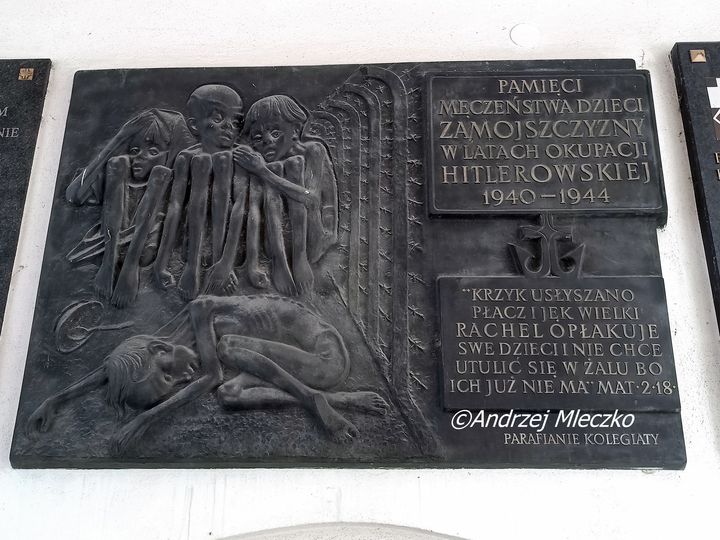 PAMIĘCI
MĘCZEŃSTWA DZIECI
ZAMOJSZCZYZNY
W LATACH OKUPACJI
HITLEROWSKIEJ
1940 – 1944
"KRZYK USŁYSZANO
PŁACZ I JĘK WIELKI
RACHEL OPŁAKUJE
SWE DZIECI I NIE CHCE
UTULIĆ SIĘ W ŻALU BO
ICH JUŻ NIE MA" MAT·2·18·
©Andrzej Mleczko
PARAFIANIE KOLEGIATY
NIE